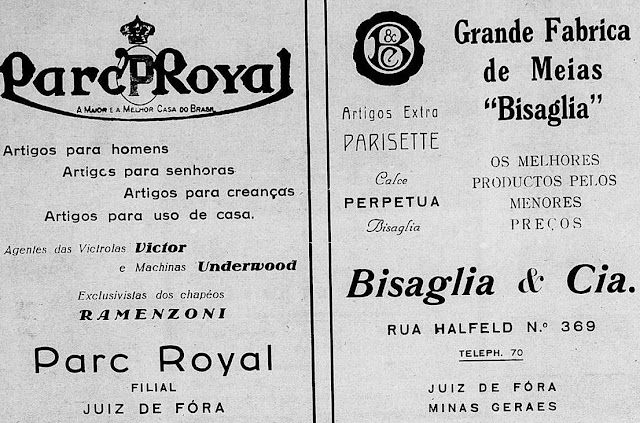 Parc Royal
A MAIOR E A MELHOR CASA DO BRASIL
Artigos para homens
Artigos para senhoras
Artigos para creanças
Artigos para uso de casa.
Agentes das Victrolas Victor
e Machinas Underwood
Exclusivistas dos chapéos
RAMENZONI
Parc Royal
FILIAL
JUIZ DE FÓRA
B & C
Grande Fabrica
de Meias
“Bisaglia”
Artigos Extra
PARISETTE
Calce
PERPETUA
Bisaglia
OS MELHORES
PRODUCTOS PELOS
MENORES
PREÇOS
Bisaglia & Cia.
RUA HALFELD N.º 369
TELEPH. 70
JUIZ DE FÓRA
MINAS GERAES